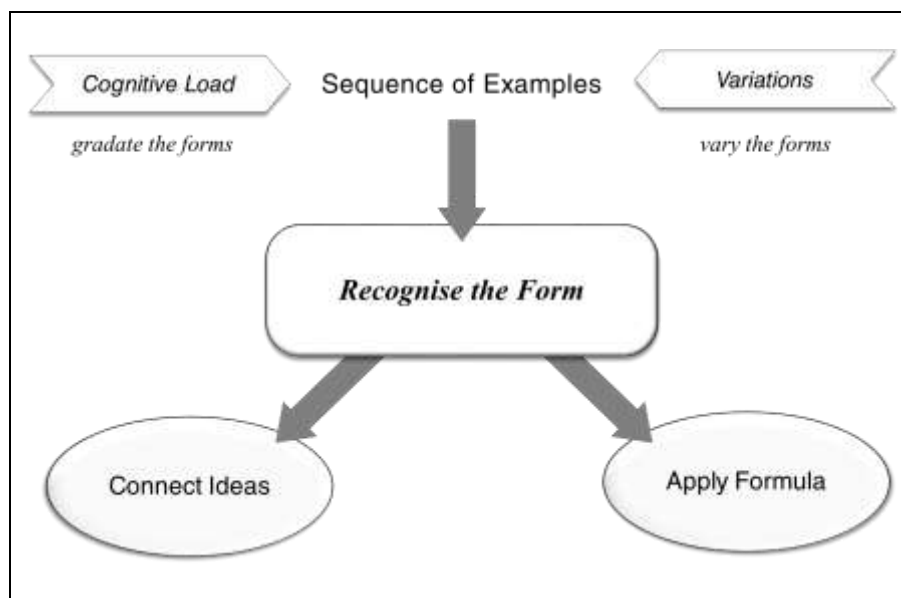 Cognitive Load
Sequence of Examples
Variations
gradate the forms
vary the forms
Recognise the Form
Connect Ideas
Apply Formula